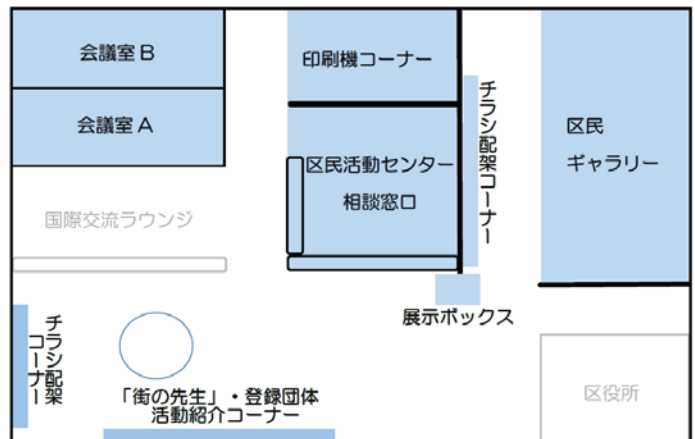 会議室B
印刷機コーナー
会議室A
区民
ギャラリー
チラシ配架コーナー
区民活動センター
相談窓口
国際交流ラウンジ
展示ボックス
チラシ配架
コーナー
「街の先生」・登録団体
活動紹介コーナー
区役所